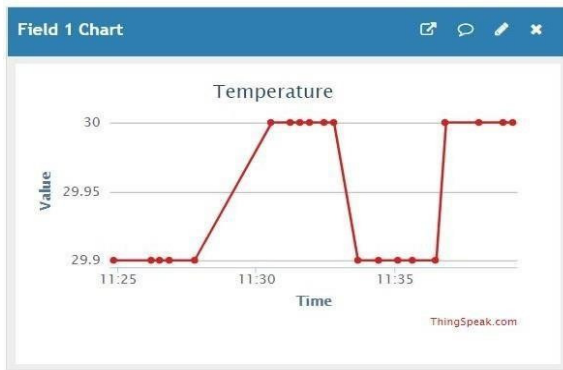 Field 1 Chart
Temperature
Value
30
29.95
29.9
11:25 11:30 11:35
Time
ThingSpeak.com